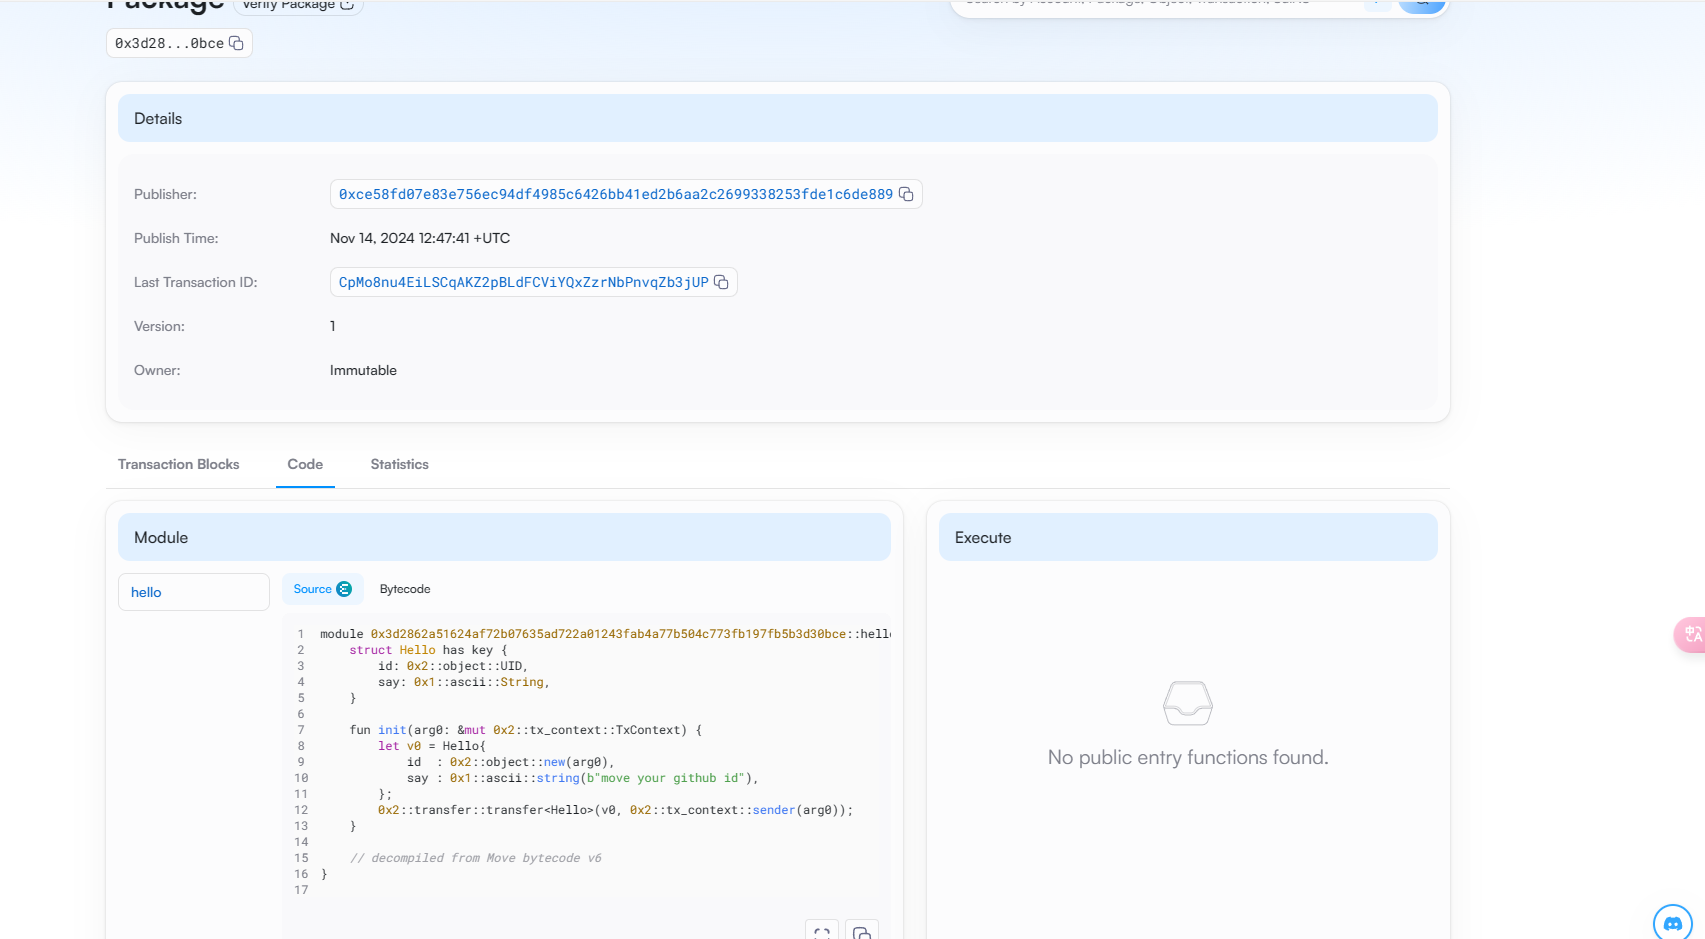 Package Verify Package
0x3d28...0bce
Details
Publisher: 0xce58fd07e83e756ec94df4985c6426bb41ed2b6aa2c2699338253fde1c6de889
Publish Time: Nov 14, 2024 12:47:41 +UTC
Last Transaction ID: CpMo8nu4EiLSCqAKZ2pBLdFCViYQxZzrNbPnvqZb3jUP
Version: 1
Owner: Immutable
Transaction Blocks Code Statistics
Module
hello
Source Bytecode
1 module 0x3d2862a51624af72b07635ad722a01243fab4a77b504c773fb197fb5b3d30bce::hello
2 struct Hello has key {
3 id: 0x2::object::UID,
4 say: 0x1::ascii::String,
5 }
6
7 fun init(arg0: &mut 0x2::tx_context::TxContext) {
8 let v0 = Hello{
9 id  : 0x2::object::new(arg0),
10 say : 0x1::ascii::string(b"move your github id"),
11 };
12 0x2::transfer::transfer<Hello>(v0, 0x2::tx_context::sender(arg0));
13 }
14
15 // decompiled from Move bytecode v6
16 }
17
Execute
No public entry functions found.